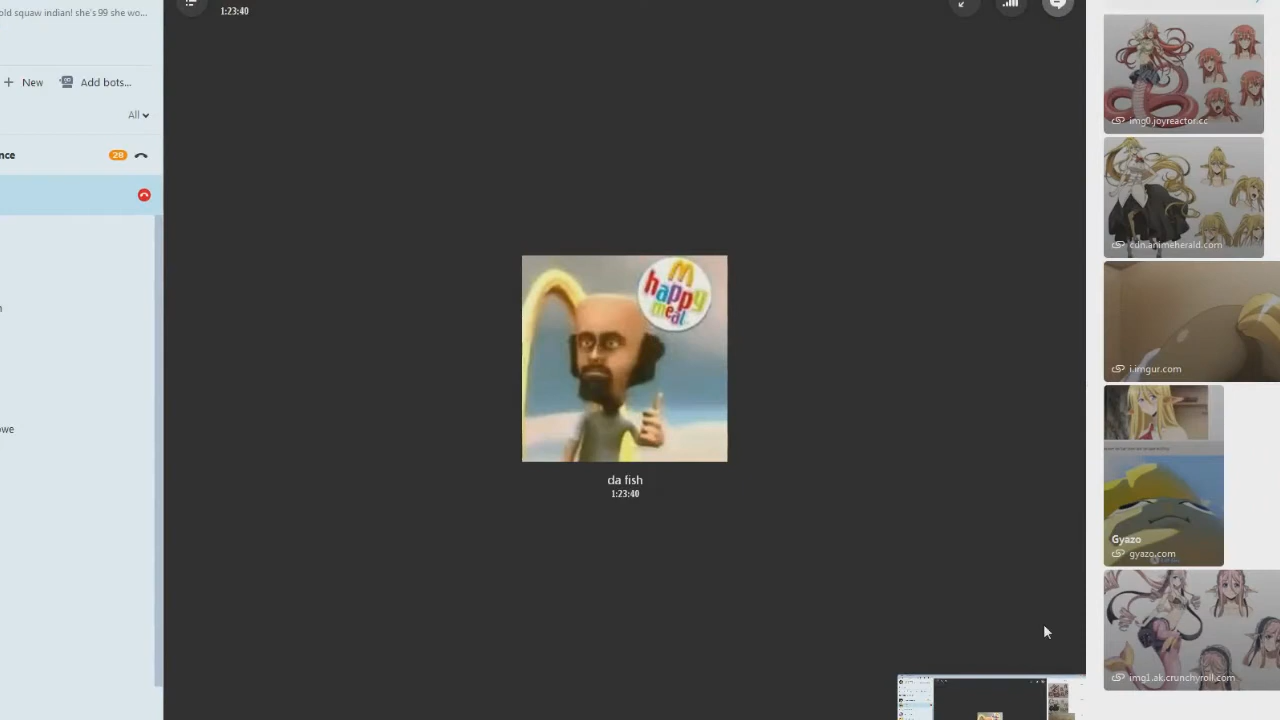 old squaw indian! she's 99 she wo...
New
Add bots...
All
nce
28
owe
1:23:40
happy
meal
da fish
1:23:40
img0.joyreactor.cc
cdn.animeherald.com
i.imgur.com
Gyazo
gyazo.com
img1.ak.crunchyroll.com